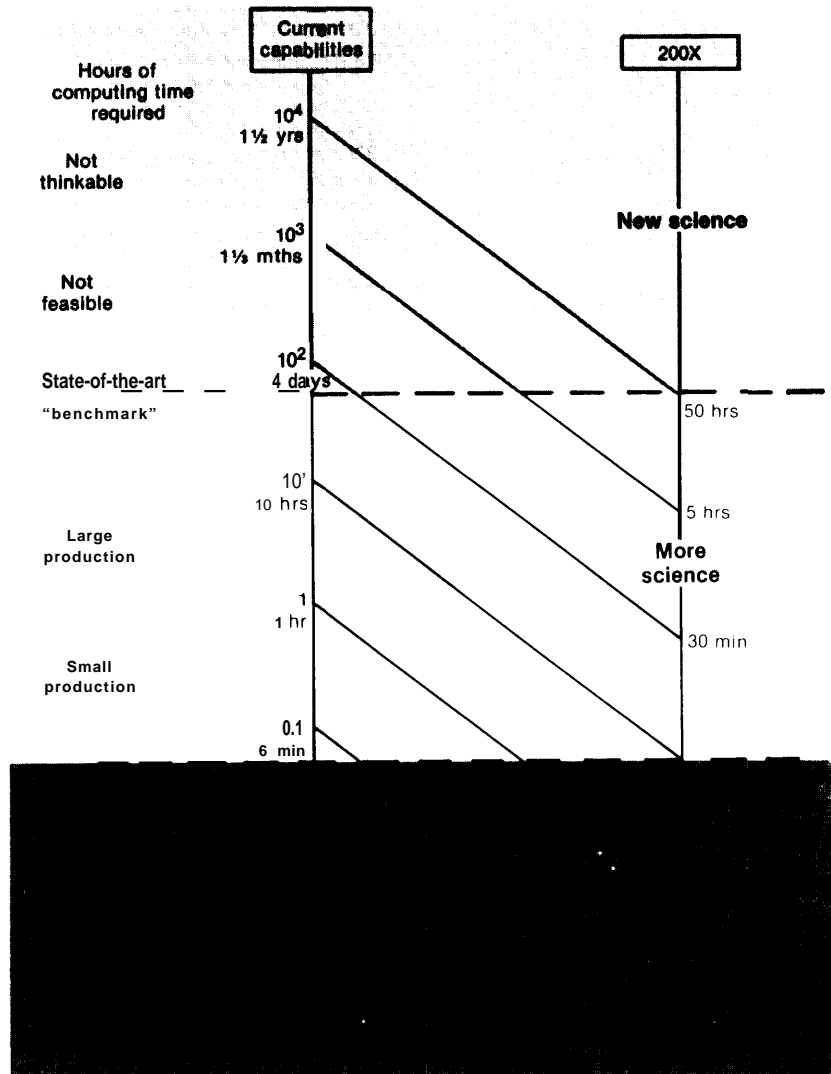 Current
capabilities
200X
Hours of
computing time
required
10⁴
1½ yrs
Not
thinkable
New science
10³
1⅓ mths
Not
feasible
10²
4 days
State-of-the-art
"benchmark"
50 hrs
10'
10 hrs
5 hrs
Large
production
More
science
1
1 hr
30 min
Small
production
0.1
6 min